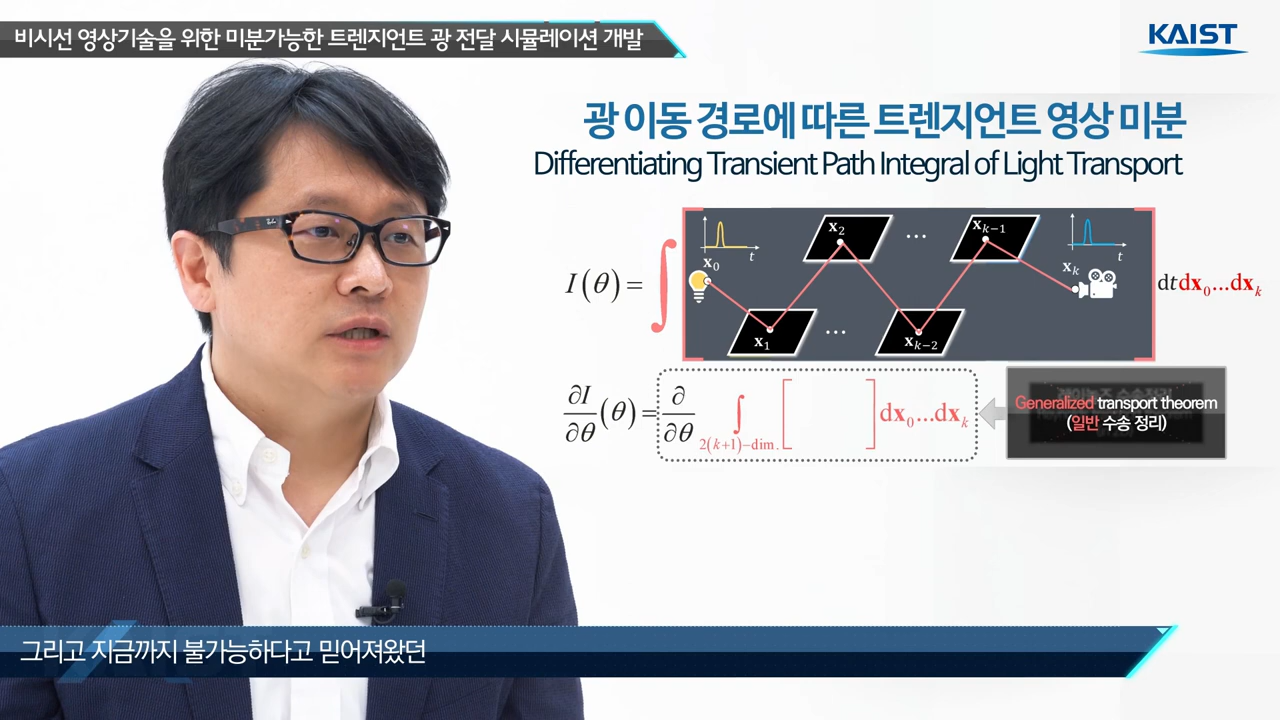 비시선 영상기술을 위한 미분가능한 트렌지언트 광 전달 시뮬레이션 개발
KAIST
광 이동 경로에 따른 트렌지언트 영상 미분
Differentiating Transient Path Integral of Light Transport
I(θ) = ∫ [ ] dtdx₀...dxₖ
t
x₀
x₁
x₂
...
...
xₖ₋₂
xₖ₋₁
t
xₖ
∂I/∂θ (θ) = ∂/∂θ ∫ 2(k+1)−dim. [ ] dx₀...dxₖ
Generalized transport theorem
(일반 수송 정리)
그리고 지금까지 불가능하다고 믿어져왔던